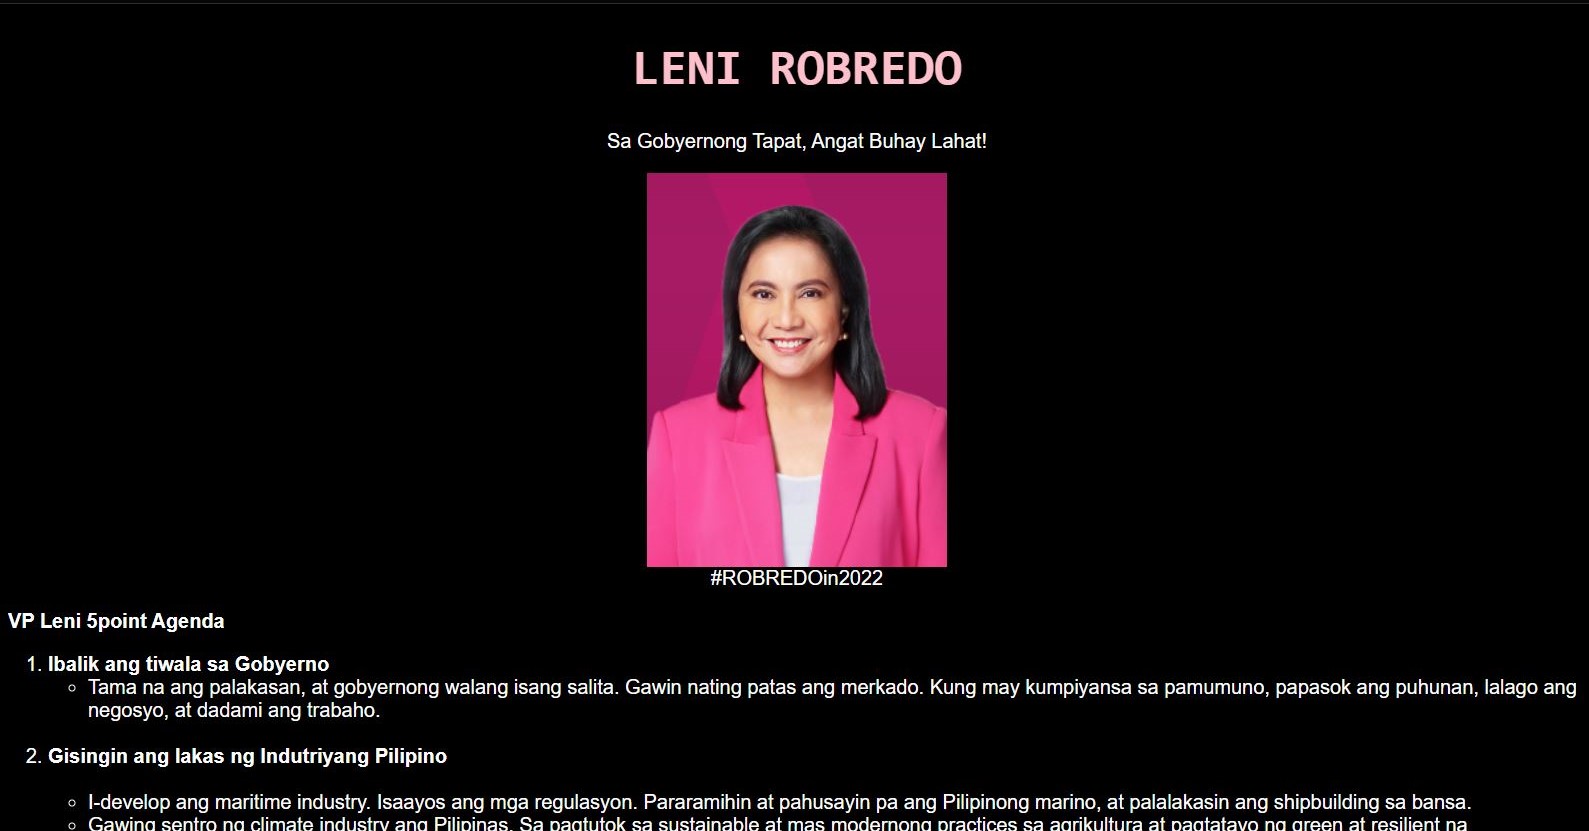 LENI ROBREDO
Sa Gobyernong Tapat, Angat Buhay Lahat!
#ROBREDOin2022
VP Leni 5point Agenda
1. Ibalik ang tiwala sa Gobyerno
◦ Tama na ang palakasan, at gobyernong walang isang salita. Gawin nating patas ang merkado. Kung may kumpiyansa sa pamumuno, papasok ang puhunan, lalago ang
negosyo, at dadami ang trabaho.
2. Gisingin ang lakas ng Indutriyang Pilipino
◦ I-develop ang maritime industry. Isaayos ang mga regulasyon. Pararamihin at pahusayin pa ang Pilipinong marino, at palalakasin ang shipbuilding sa bansa.
◦ Gawing sentro ng climate industry ang Pilipinas. Sa pagtutok sa sustainable at mas modernong practices sa agrikultura at pagtatayo ng green at resilient na